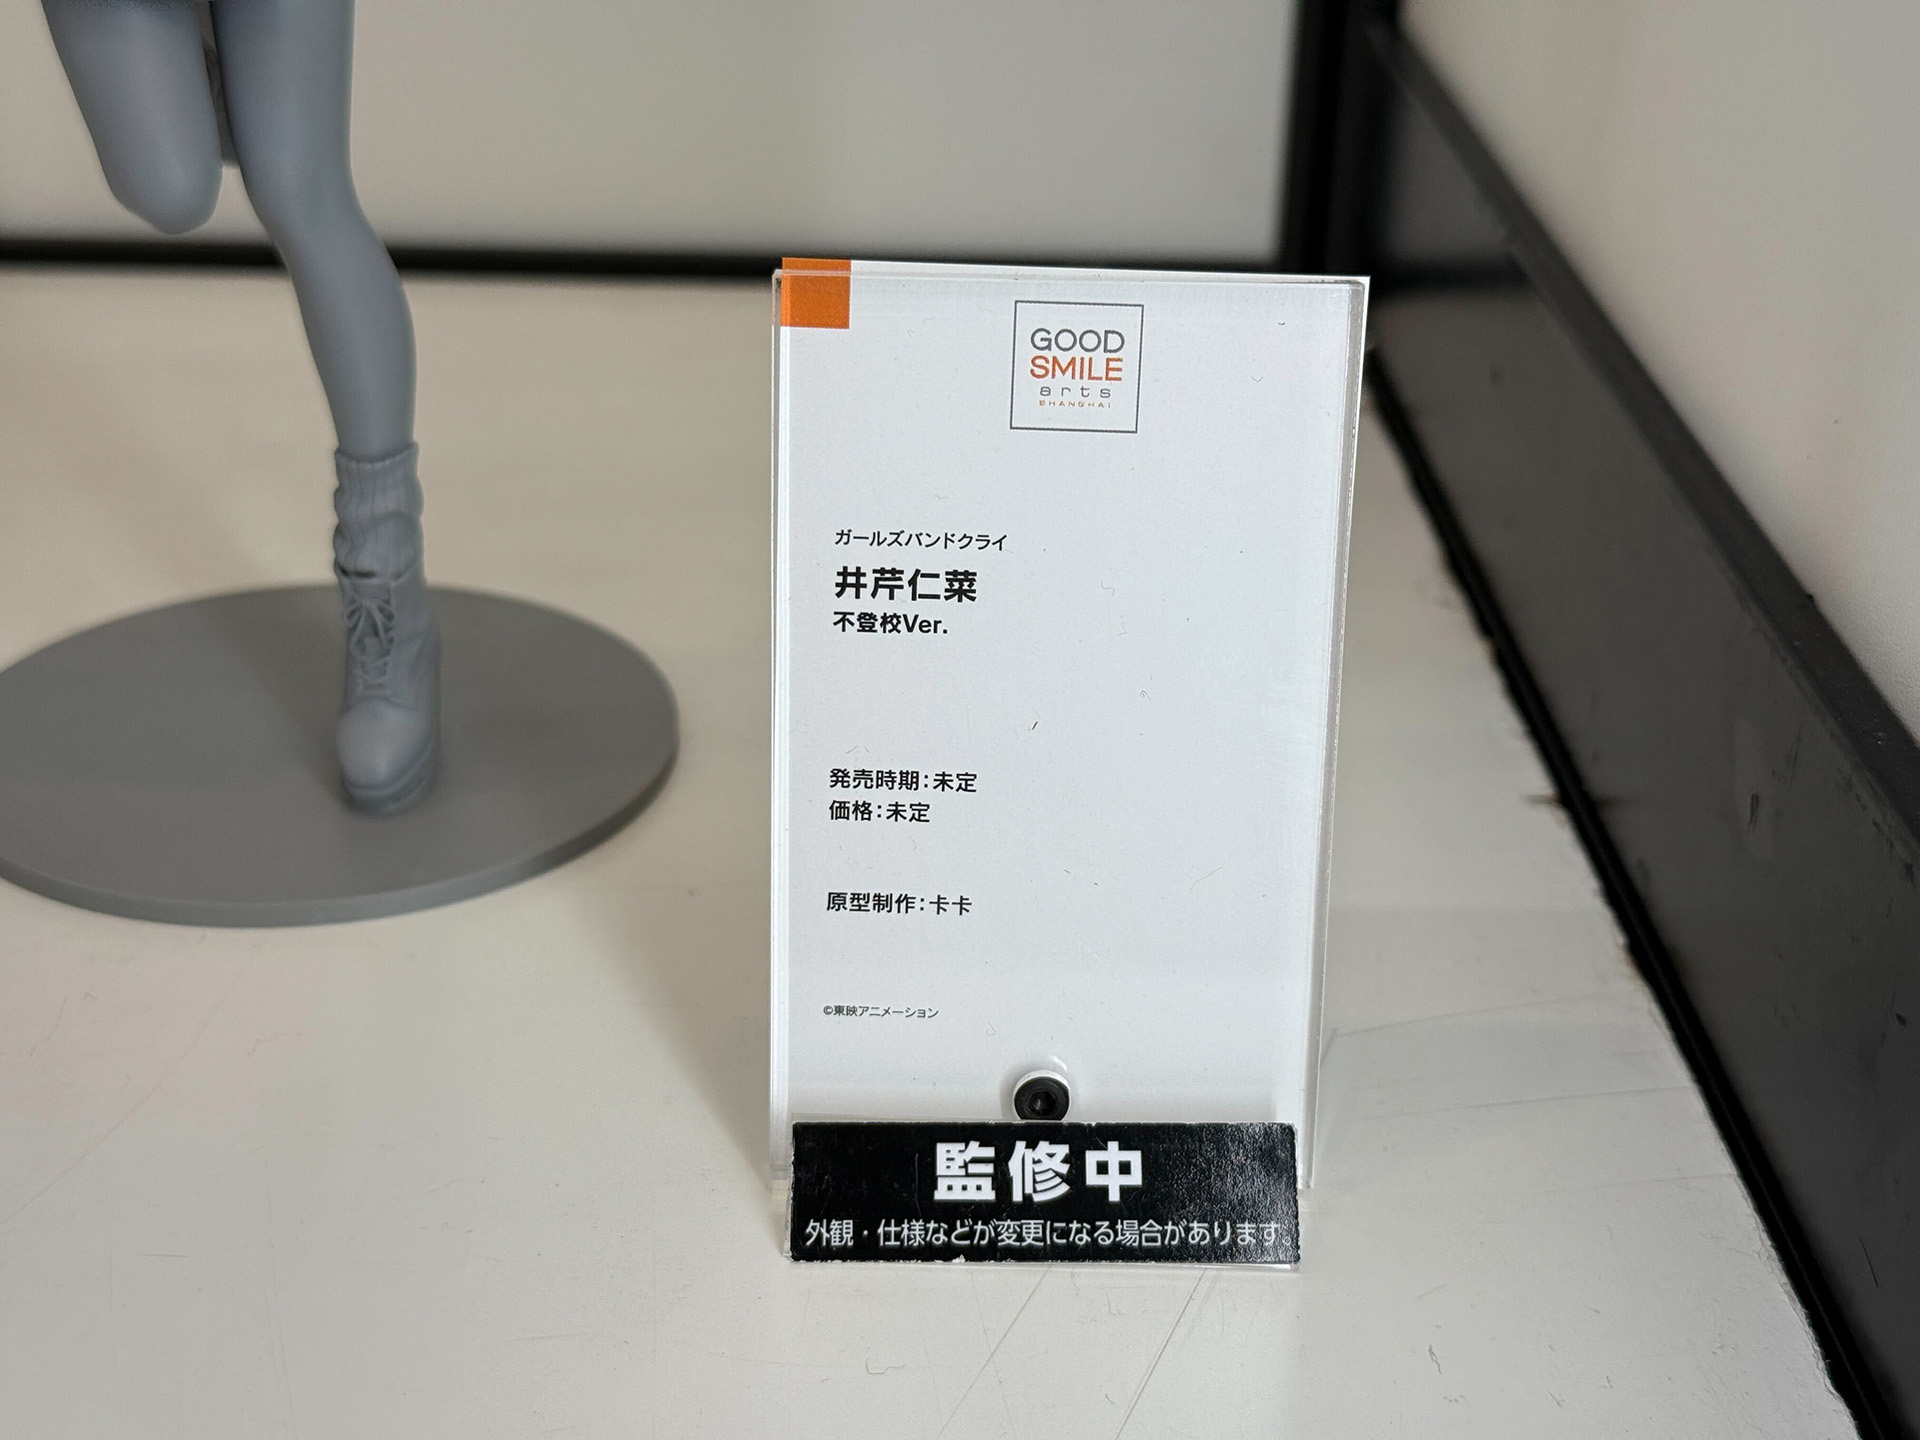 GOOD
SMILE
arts
SHANGHAI
ガールズバンドクライ
井芹仁菜
不登校Ver.
発売時期：未定
価格：未定
原型制作：卡卡
©東映アニメーション
監修中
外観・仕様などが変更になる場合があります。